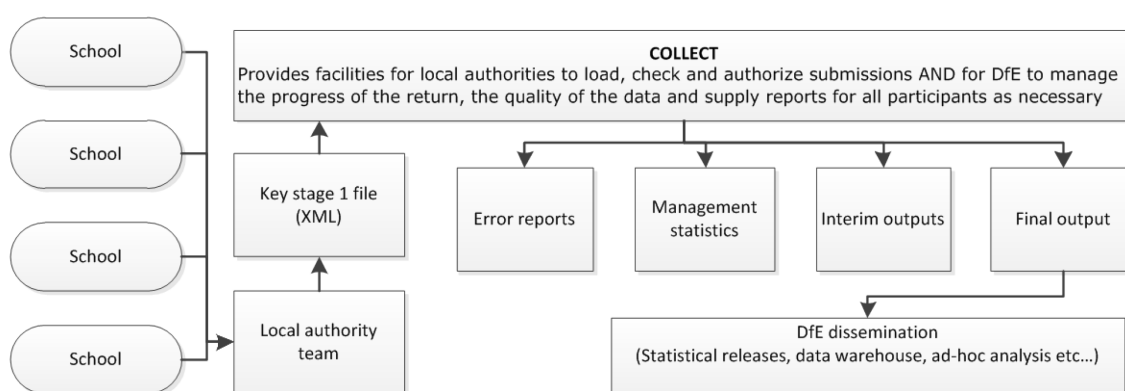 School
School
School
School
COLLECT
Provides facilities for local authorities to load, check and authorize submissions AND for DfE to manage
the progress of the return, the quality of the data and supply reports for all participants as necessary
Key stage 1 file
(XML)
Local authority
team
Error reports
Management
statistics
Interim outputs
Final output
DfE dissemination
(Statistical releases, data warehouse, ad-hoc analysis etc...)